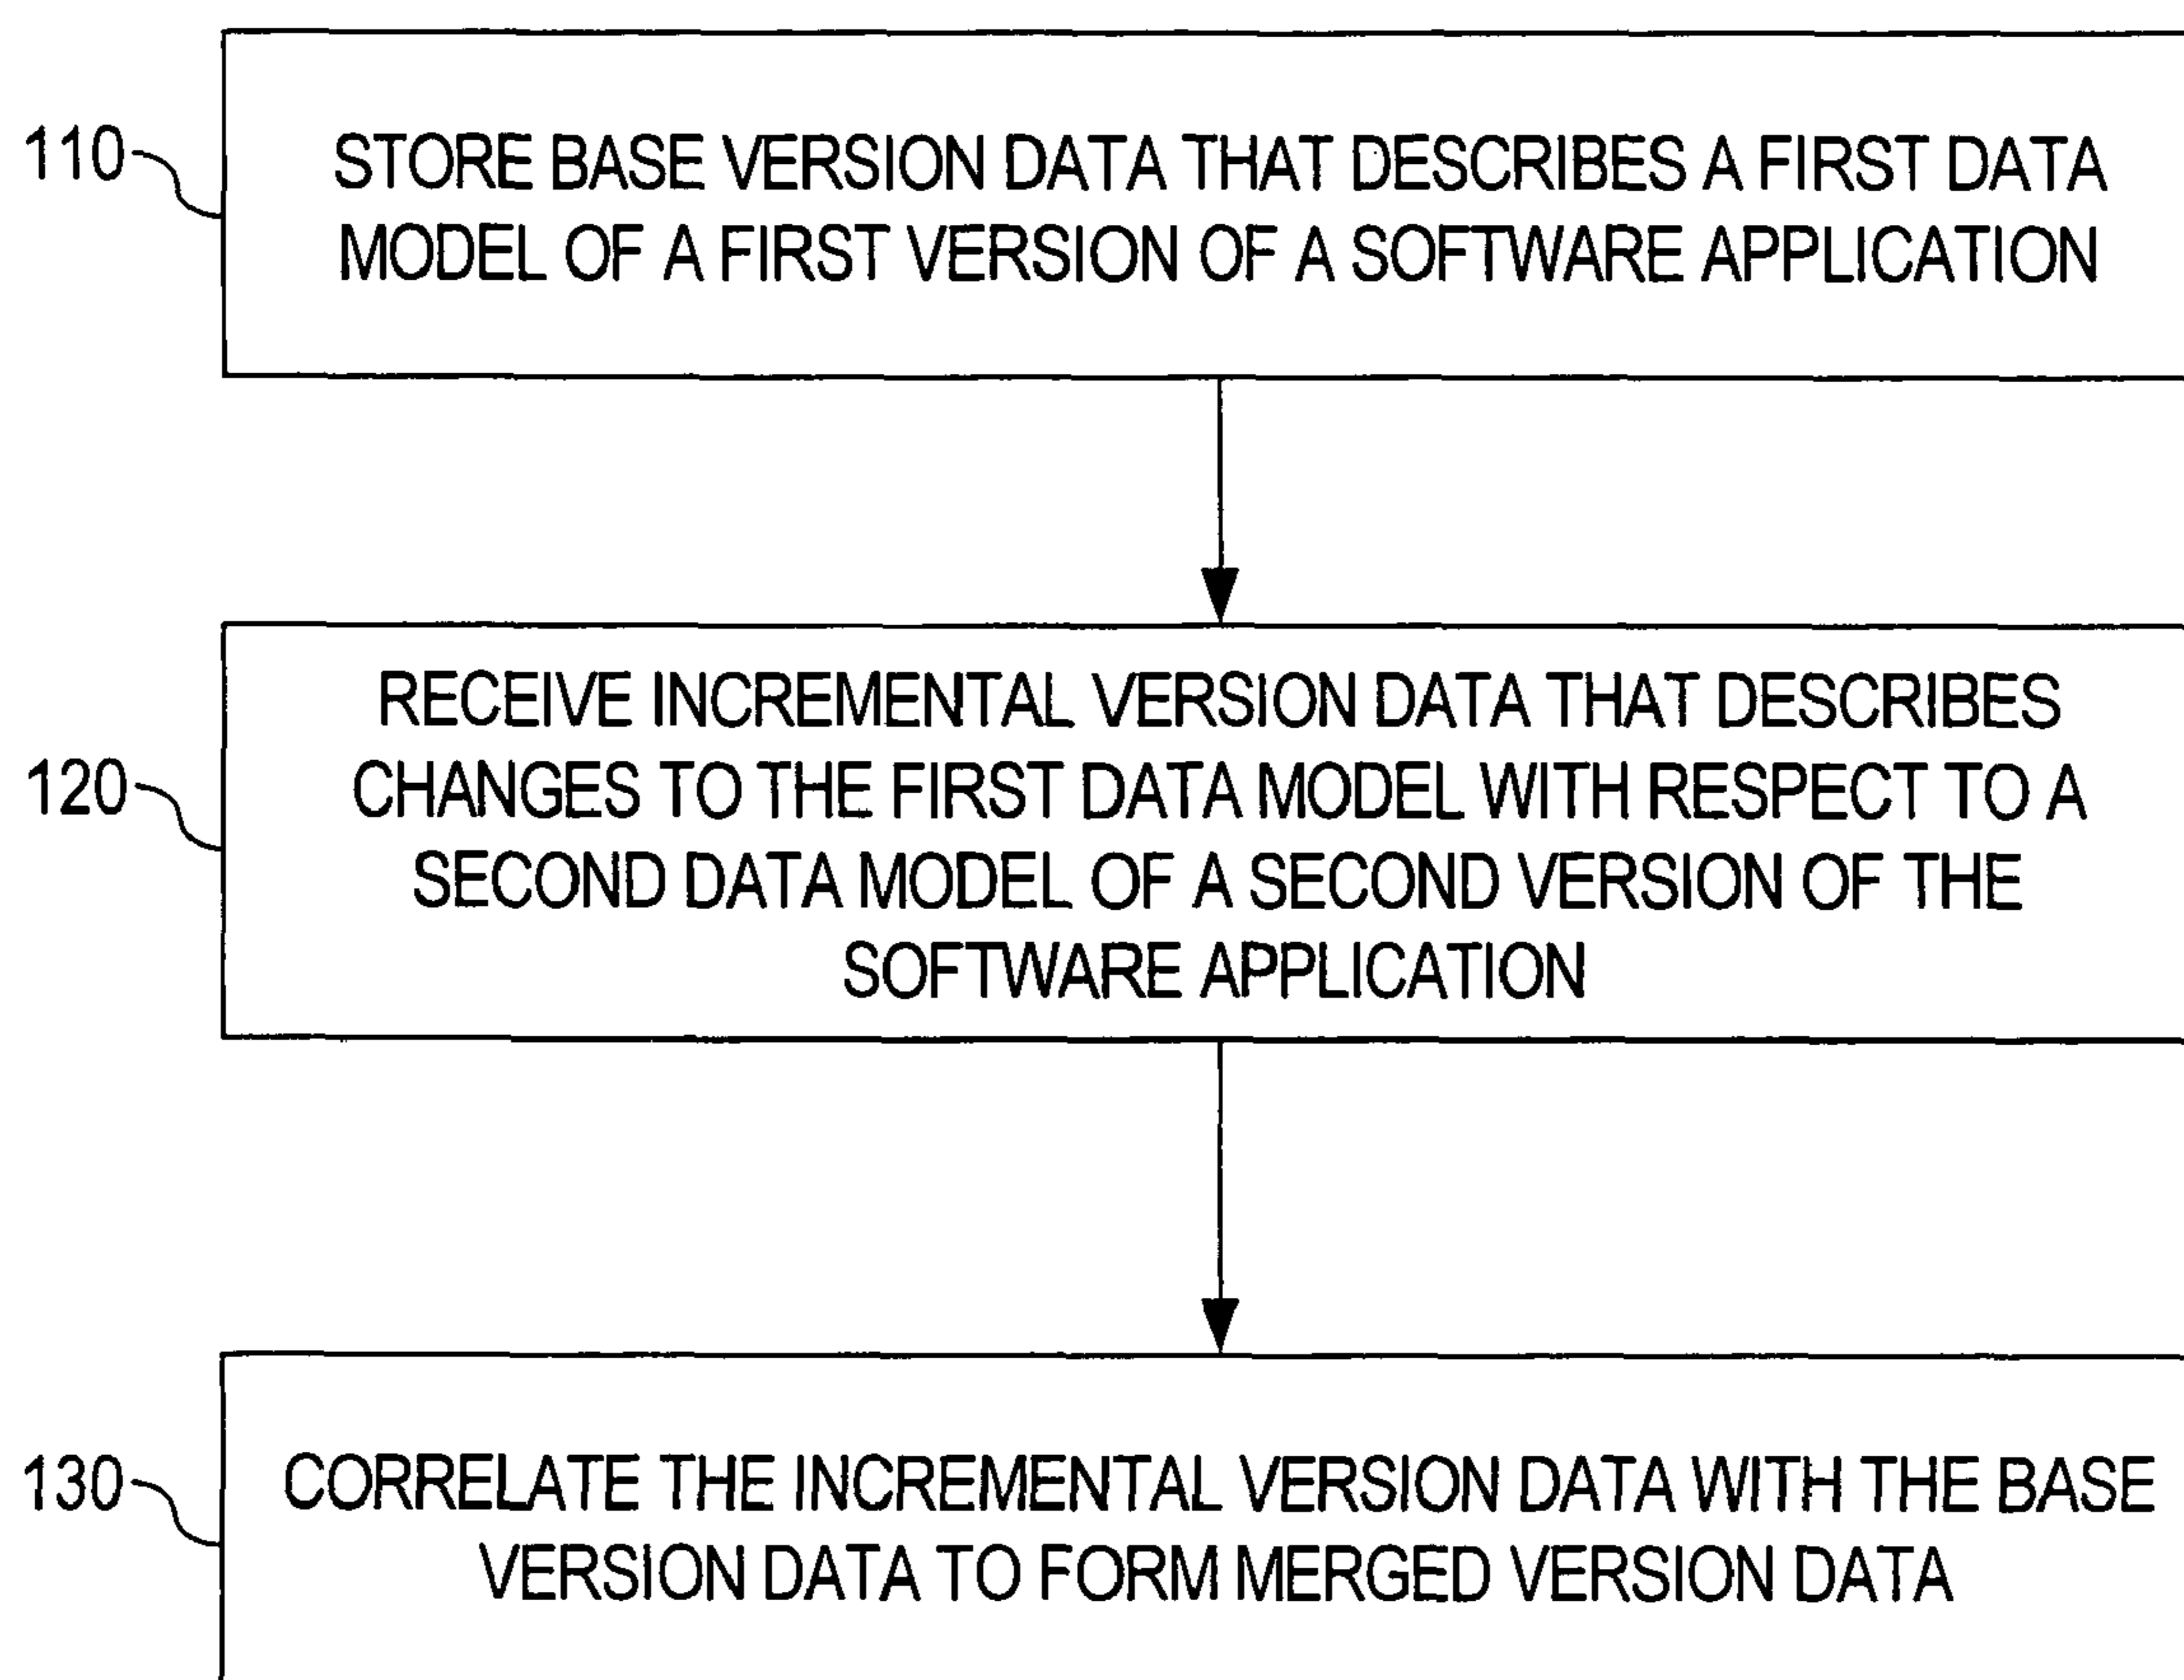 110
STORE BASE VERSION DATA THAT DESCRIBES A FIRST DATA
MODEL OF A FIRST VERSION OF A SOFTWARE APPLICATION
120
RECEIVE INCREMENTAL VERSION DATA THAT DESCRIBES
CHANGES TO THE FIRST DATA MODEL WITH RESPECT TO A
SECOND DATA MODEL OF A SECOND VERSION OF THE
SOFTWARE APPLICATION
130
CORRELATE THE INCREMENTAL VERSION DATA WITH THE BASE
VERSION DATA TO FORM MERGED VERSION DATA